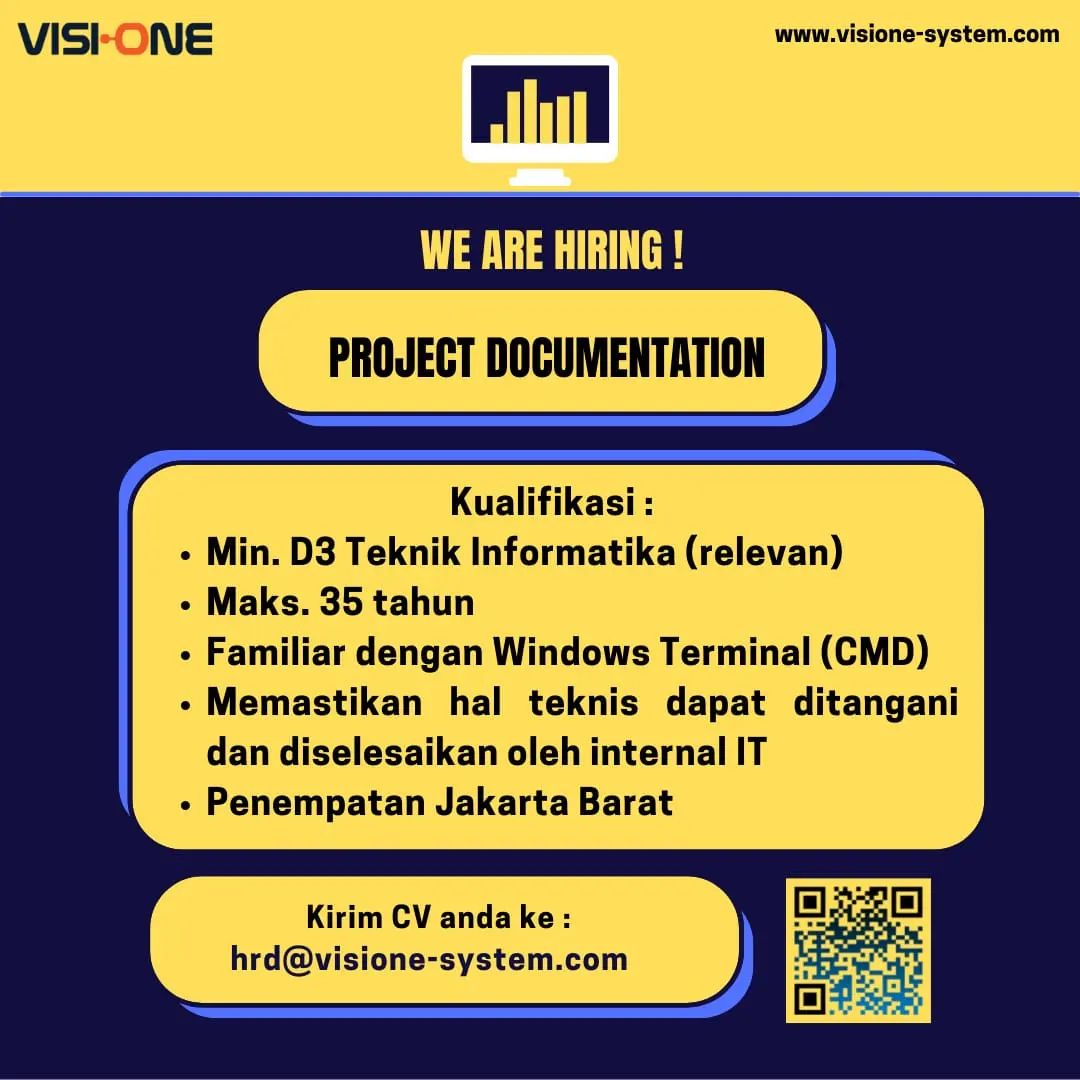 VISI-ONE
www.visione-system.com
WE ARE HIRING !
PROJECT DOCUMENTATION
Kualifikasi :
• Min. D3 Teknik Informatika (relevan)
• Maks. 35 tahun
• Familiar dengan Windows Terminal (CMD)
• Memastikan hal teknis dapat ditangani
dan diselesaikan oleh internal IT
• Penempatan Jakarta Barat
Kirim CV anda ke :
hrd@visione-system.com